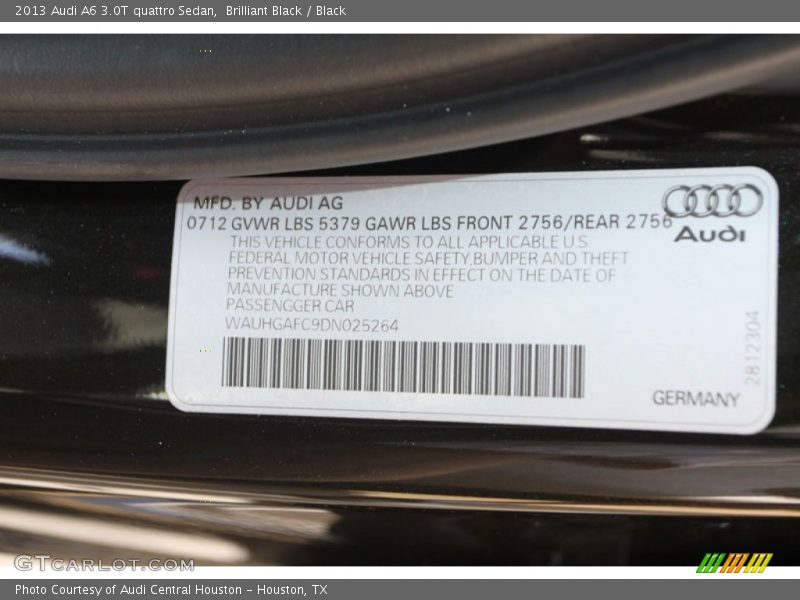 2013 Audi A6 3.0T quattro Sedan,  Brilliant Black / Black
MFD. BY AUDI AG
0712 GVWR LBS 5379 GAWR LBS FRONT 2756/REAR 2756
Audi
THIS VEHICLE CONFORMS TO ALL APPLICABLE U.S.
FEDERAL MOTOR VEHICLE SAFETY,BUMPER AND THEFT
PREVENTION STANDARDS IN EFFECT ON THE DATE OF
MANUFACTURE SHOWN ABOVE
PASSENGGER CAR
WAUHGAFC9DN025264
2812304
GERMANY
GTCARLOT.COM
Photo Courtesy of Audi Central Houston - Houston, TX